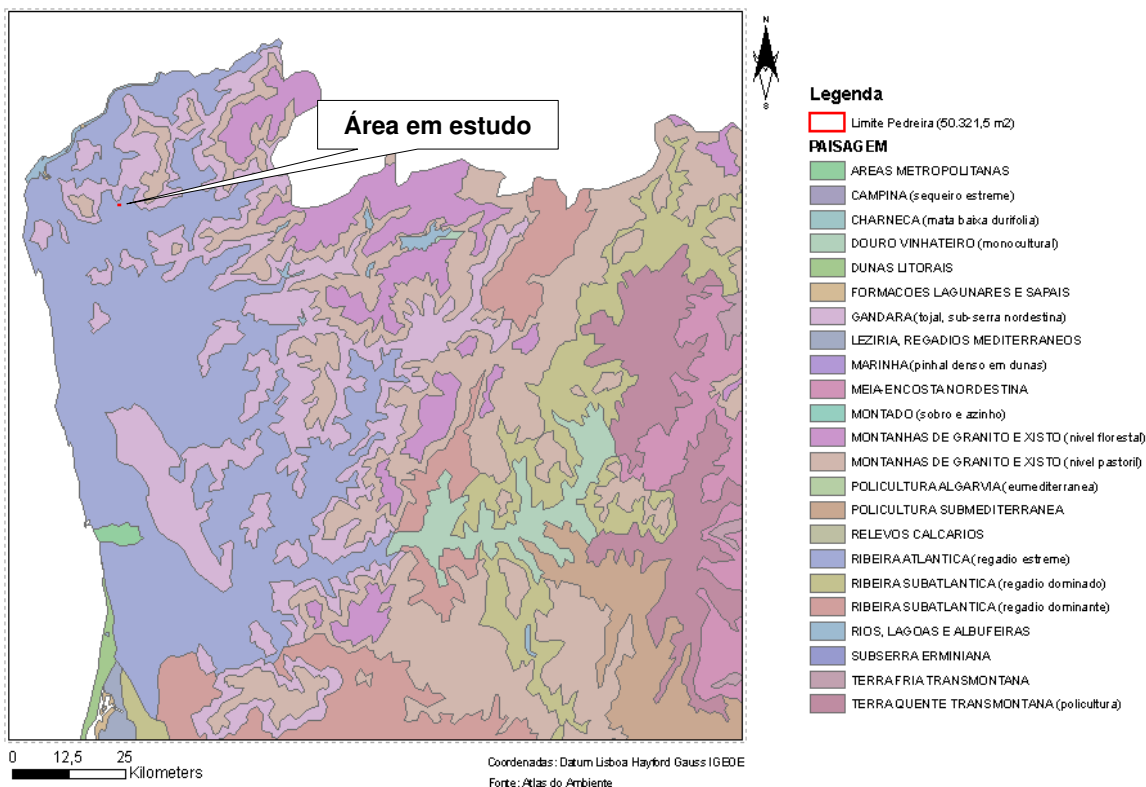 Área em estudo
N
S
Legenda
Limite Pedreira (50.321,5 m2)
PAISAGEM
AREAS METROPOLITANAS
CAMPINA (sequeiro estreme)
CHARNECA (mata baixa durifolia)
DOURO VINHATEIRO (monocultural)
DUNAS LITORAIS
FORMACOES LAGUNARES E SAPAIS
GANDARA (tojal, sub-serra nordestina)
LEZIRIA, REGADIOS MEDITERRANEOS
MARINHA (pinhal denso em dunas)
MEIA-ENCOSTA NORDESTINA
MONTADO (sobro e azinho)
MONTANHAS DE GRANITO E XISTO (nivel florestal)
MONTANHAS DE GRANITO E XISTO (nivel pastoril)
POLICULTURA ALGARVIA (eumediterranea)
POLICULTURA SUBMEDITERRANEA
RELEVOS CALCARIOS
RIBEIRA ATLANTICA (regadio estreme)
RIBEIRA SUBATLANTICA (regadio dominado)
RIBEIRA SUBATLANTICA (regadio dominante)
RIOS, LAGOAS E ALBUFEIRAS
SUBSERRA ERMINIANA
TERRA FRIA TRANSMONTANA
TERRA QUENTE TRANSMONTANA (policultura)
0 12,5 25
Kilometers
Coordenadas: Datum Lisboa Hayford Gauss IGEOE
Fonte: Atlas do Ambiente